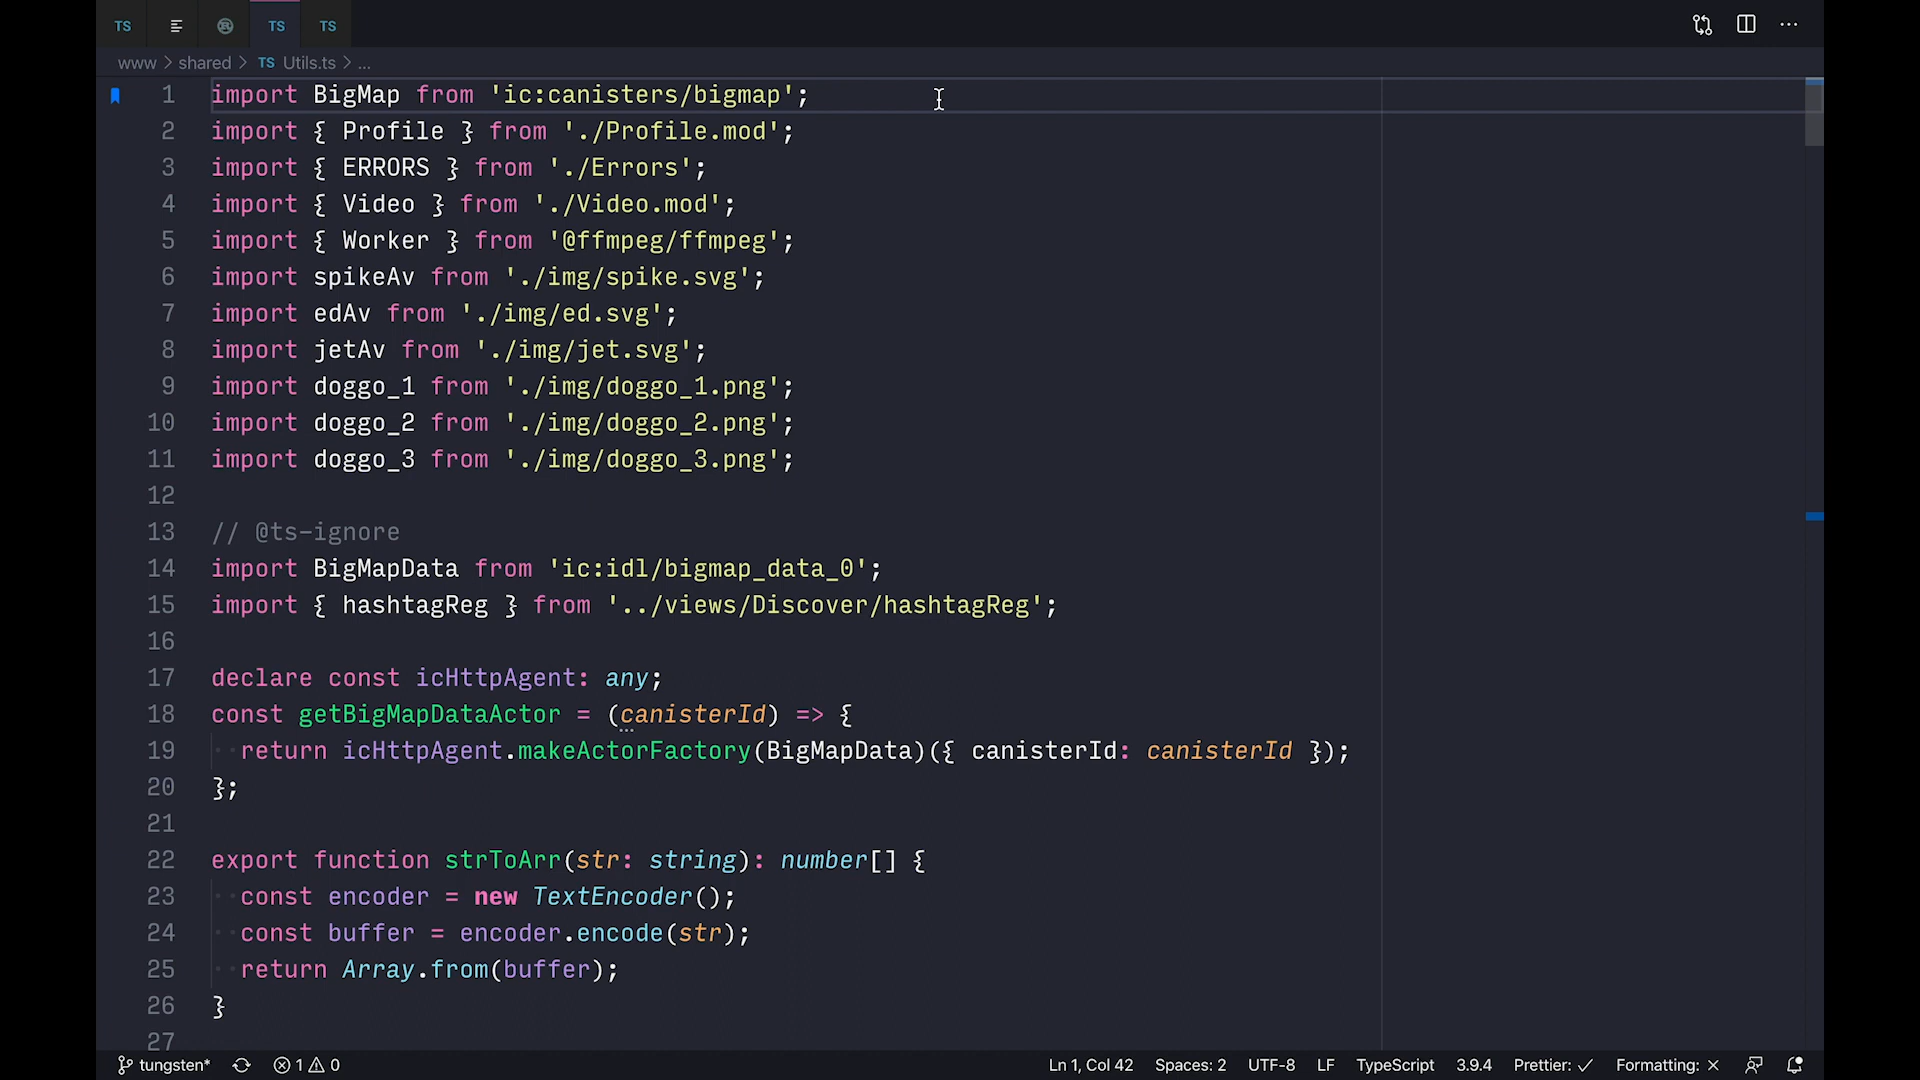 TS TS TS
www > shared > TS Utils.ts > ...
1 import BigMap from 'ic:canisters/bigmap';
2 import { Profile } from './Profile.mod';
3 import { ERRORS } from './Errors';
4 import { Video } from './Video.mod';
5 import { Worker } from '@ffmpeg/ffmpeg';
6 import spikeAv from './img/spike.svg';
7 import edAv from './img/ed.svg';
8 import jetAv from './img/jet.svg';
9 import doggo_1 from './img/doggo_1.png';
10 import doggo_2 from './img/doggo_2.png';
11 import doggo_3 from './img/doggo_3.png';
12
13 // @ts-ignore
14 import BigMapData from 'ic:idl/bigmap_data_0';
15 import { hashtagReg } from '../views/Discover/hashtagReg';
16
17 declare const icHttpAgent: any;
18 const getBigMapDataActor = (canisterId) => {
19 return icHttpAgent.makeActorFactory(BigMapData)({ canisterId: canisterId });
20 };
21
22 export function strToArr(str: string): number[] {
23 const encoder = new TextEncoder();
24 const buffer = encoder.encode(str);
25 return Array.from(buffer);
26 }
27
tungsten* 1 0 Ln 1, Col 42 Spaces: 2 UTF-8 LF TypeScript 3.9.4 Prettier: ✓ Formatting: ×